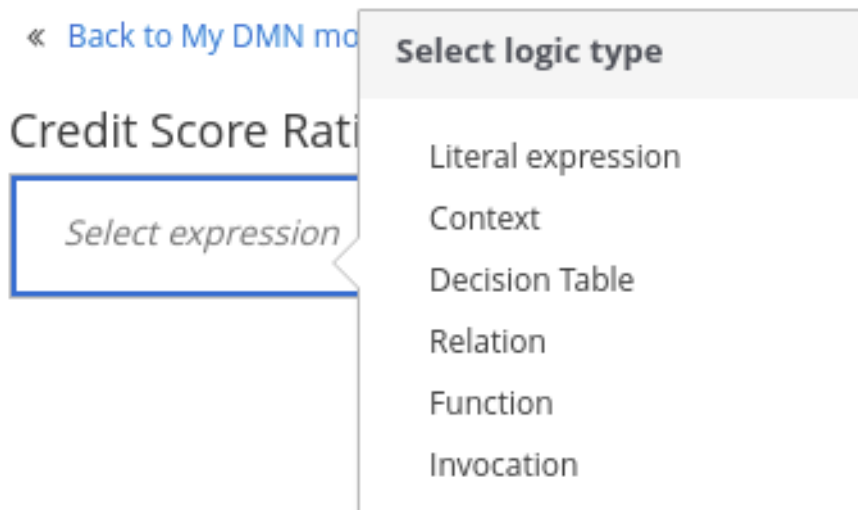 « Back to My DMN mo
Select logic type
Credit Score Rati
Select expression
Literal expression
Context
Decision Table
Relation
Function
Invocation